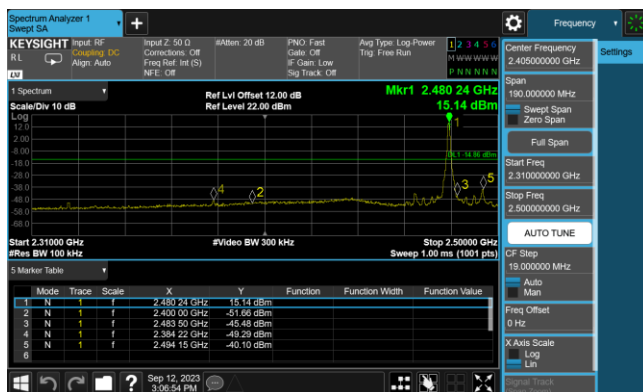 Spectrum Analyzer 1
Swept SA
Frequency
KEYSIGHT
RL
LXI
Input: RF
Coupling: DC
Align: Auto
Input Z: 50 Ω
Corrections: Off
Freq Ref: Int (S)
NFE: Off
#Atten: 20 dB
PNO: Fast
Gate: Off
IF Gain: Low
Sig Track: Off
Avg Type: Log-Power
Trig: Free Run
1 2 3 4 5 6
M W W W W W
P N N N N N
1 Spectrum
Scale/Div 10 dB
Ref Lvl Offset 12.00 dB
Ref Level 22.00 dBm
Mkr1 2.480 24 GHz
15.14 dBm
Log
12.0
2.00
-8.00
-18.0
-28.0
-38.0
-48.0
-58.0
-68.0
1
DL1 -14.86 dBm
4
2
3
5
Start 2.31000 GHz
#Res BW 100 kHz
#Video BW 300 kHz
Stop 2.50000 GHz
Sweep 1.00 ms (1001 pts)
5 Marker Table
Mode Trace Scale X Y Function Function Width Function Value
1 N 1 f 2.480 24 GHz 15.14 dBm
2 N 1 f 2.400 00 GHz -51.66 dBm
3 N 1 f 2.483 50 GHz -45.48 dBm
4 N 1 f 2.384 22 GHz -49.29 dBm
5 N 1 f 2.494 15 GHz -40.10 dBm
6
Sep 12, 2023
3:06:54 PM
Center Frequency
2.405000000 GHz
Settings
Span
190.000000 MHz
Swept Span
Zero Span
Full Span
Start Freq
2.310000000 GHz
Stop Freq
2.500000000 GHz
AUTO TUNE
CF Step
19.000000 MHz
Auto
Man
Freq Offset
0 Hz
X Axis Scale
Log
Lin
Signal Track